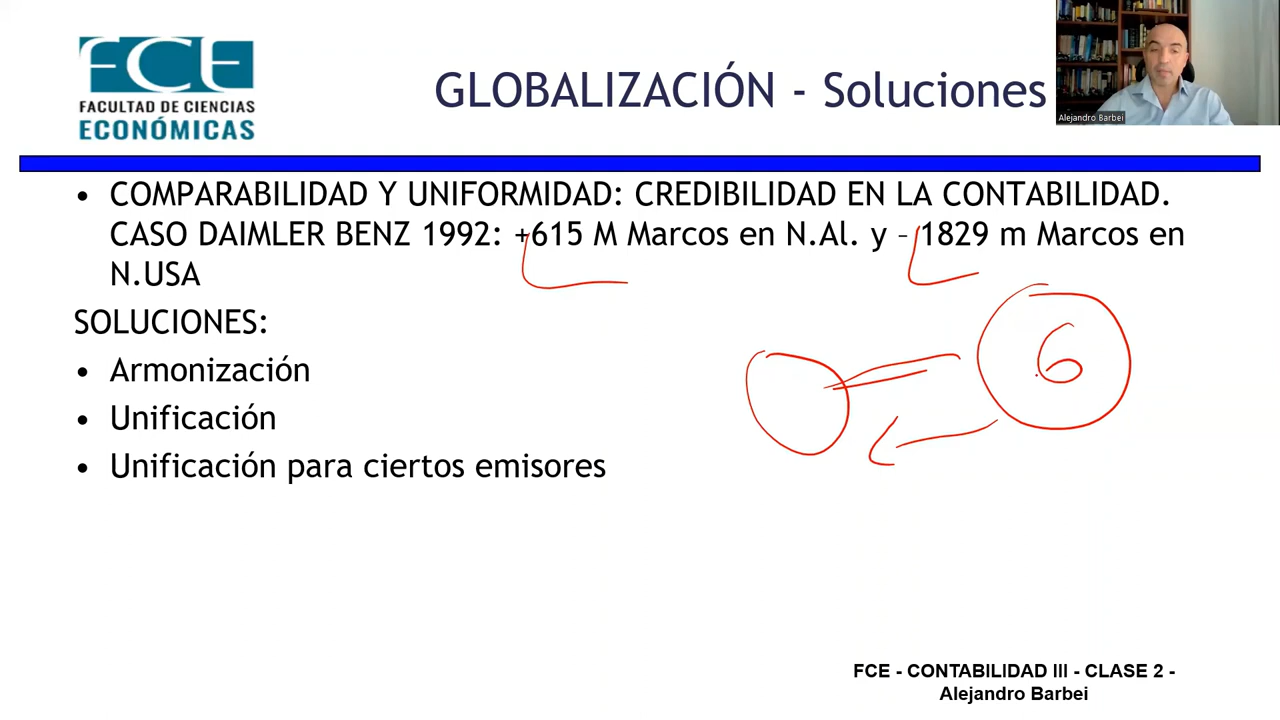 FCE
FACULTAD DE CIENCIAS
ECONÓMICAS
GLOBALIZACIÓN - Soluciones
Alejandro Barbei
• COMPARABILIDAD Y UNIFORMIDAD: CREDIBILIDAD EN LA CONTABILIDAD.
CASO DAIMLER BENZ 1992: +615 M Marcos en N.Al. y – 1829 m Marcos en
N.USA
SOLUCIONES:
• Armonización
• Unificación
• Unificación para ciertos emisores
6
FCE - CONTABILIDAD III - CLASE 2 -
Alejandro Barbei